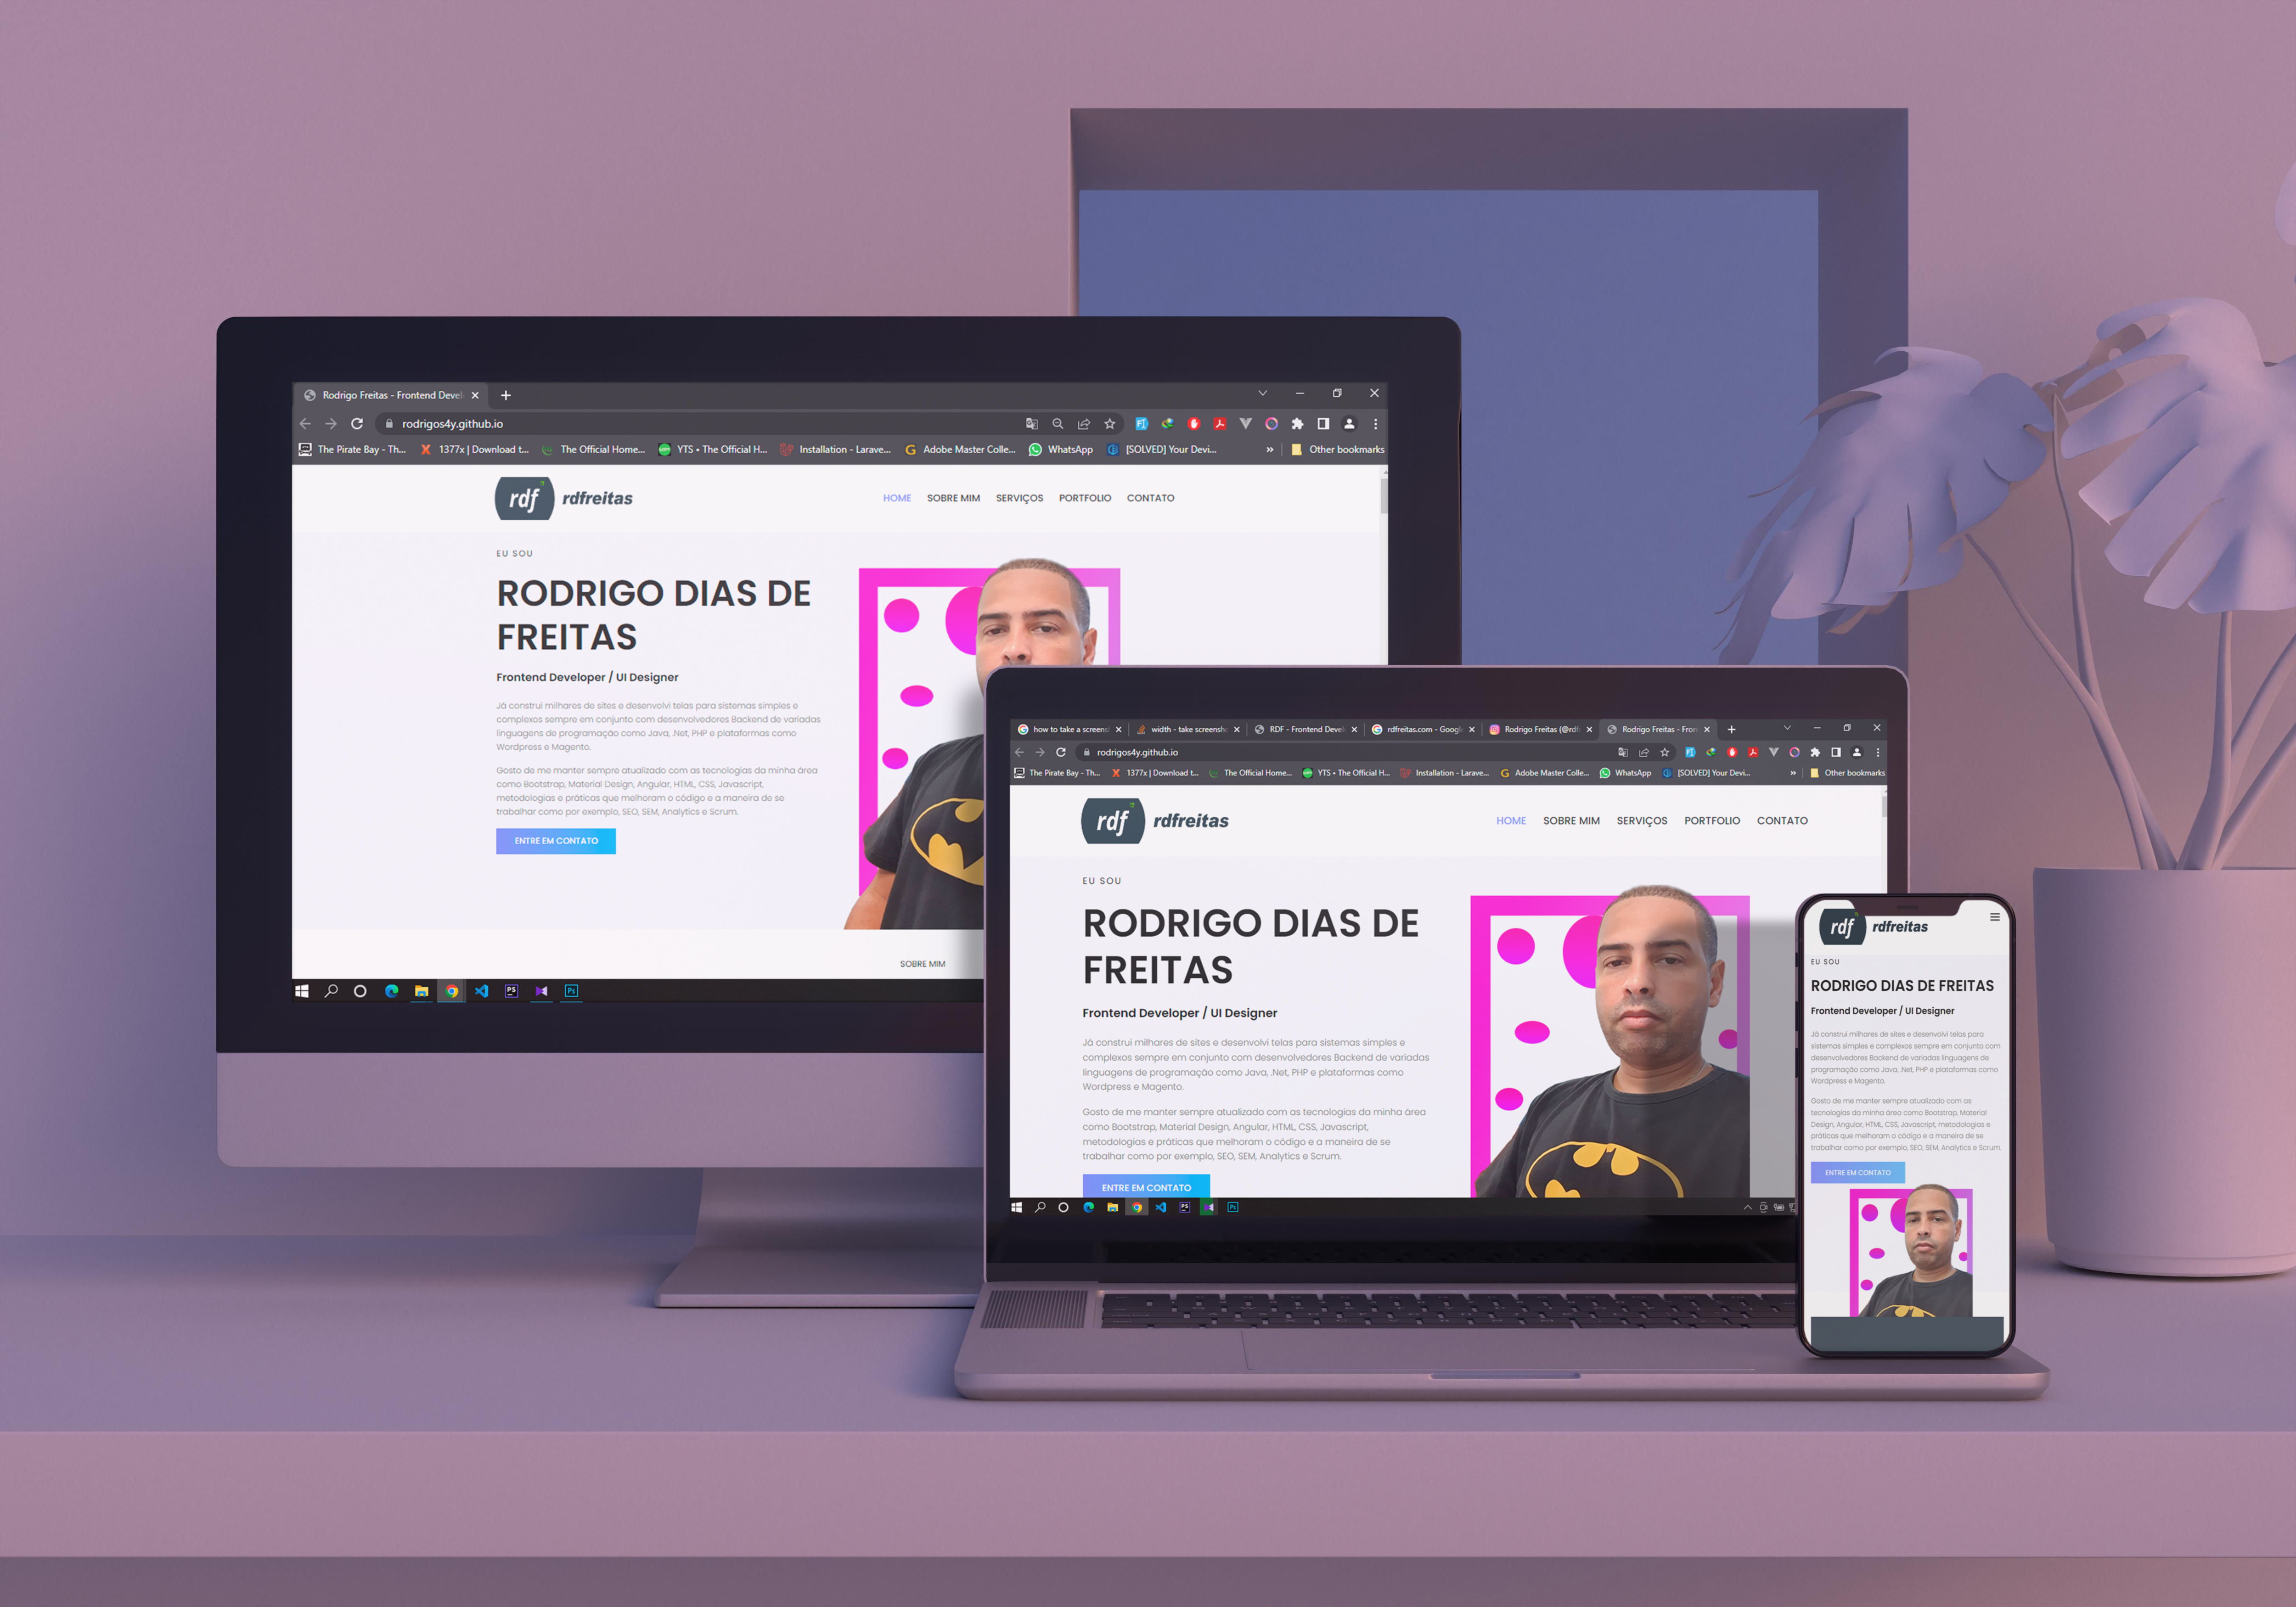 Rodrigo Freitas - Frontend Devel
rodrigos4y.github.io
The Pirate Bay - Th... 1377x | Download t... The Official Home... YTS • The Official H... Installation - Larave... Adobe Master Colle... WhatsApp [SOLVED] Your Devi... » Other bookmarks
rdf rdfreitas HOME SOBRE MIM SERVIÇOS PORTFOLIO CONTATO
EU SOU
RODRIGO DIAS DE
FREITAS
Frontend Developer / UI Designer
Já construi milhares de sites e desenvolvi telas para sistemas simples e
complexos sempre em conjunto com desenvolvedores Backend de variadas
linguagens de programação como Java, .Net, PHP e plataformas como
Wordpress e Magento.
Gosto de me manter sempre atualizado com as tecnologias da minha área
como Bootstrap, Material Design, Angular, HTML, CSS, Javascript,
metodologias e práticas que melhoram o código e a maneira de se
trabalhar como por exemplo, SEO, SEM, Analytics e Scrum.
ENTRE EM CONTATO
SOBRE MIM
how to take a screens width - take screensho RDF - Frontend Devel rdfreitas.com - Googl Rodrigo Freitas (@rdfr Rodrigo Freitas - Fron
rodrigos4y.github.io
The Pirate Bay - Th... 1377x | Download t... The Official Home... YTS • The Official H... Installation - Larave... Adobe Master Colle... WhatsApp [SOLVED] Your Devi... » Other bookmarks
rdf rdfreitas HOME SOBRE MIM SERVIÇOS PORTFOLIO CONTATO
EU SOU
RODRIGO DIAS DE
FREITAS
Frontend Developer / UI Designer
Já construi milhares de sites e desenvolvi telas para sistemas simples e
complexos sempre em conjunto com desenvolvedores Backend de variadas
linguagens de programação como Java, .Net, PHP e plataformas como
Wordpress e Magento.
Gosto de me manter sempre atualizado com as tecnologias da minha área
como Bootstrap, Material Design, Angular, HTML, CSS, Javascript,
metodologias e práticas que melhoram o código e a maneira de se
trabalhar como por exemplo, SEO, SEM, Analytics e Scrum.
ENTRE EM CONTATO
rdf rdfreitas
EU SOU
RODRIGO DIAS DE FREITAS
Frontend Developer / UI Designer
Já construi milhares de sites e desenvolvi telas para
sistemas simples e complexos sempre em conjunto com
desenvolvedores Backend de variadas linguagens de
programação como Java, .Net, PHP e plataformas como
Wordpress e Magento.
Gosto de me manter sempre atualizado com as
tecnologias da minha área como Bootstrap, Material
Design, Angular, HTML, CSS, Javascript, metodologias e
práticas que melhoram o código e a maneira de se
trabalhar como por exemplo, SEO, SEM, Analytics e Scrum.
ENTRE EM CONTATO